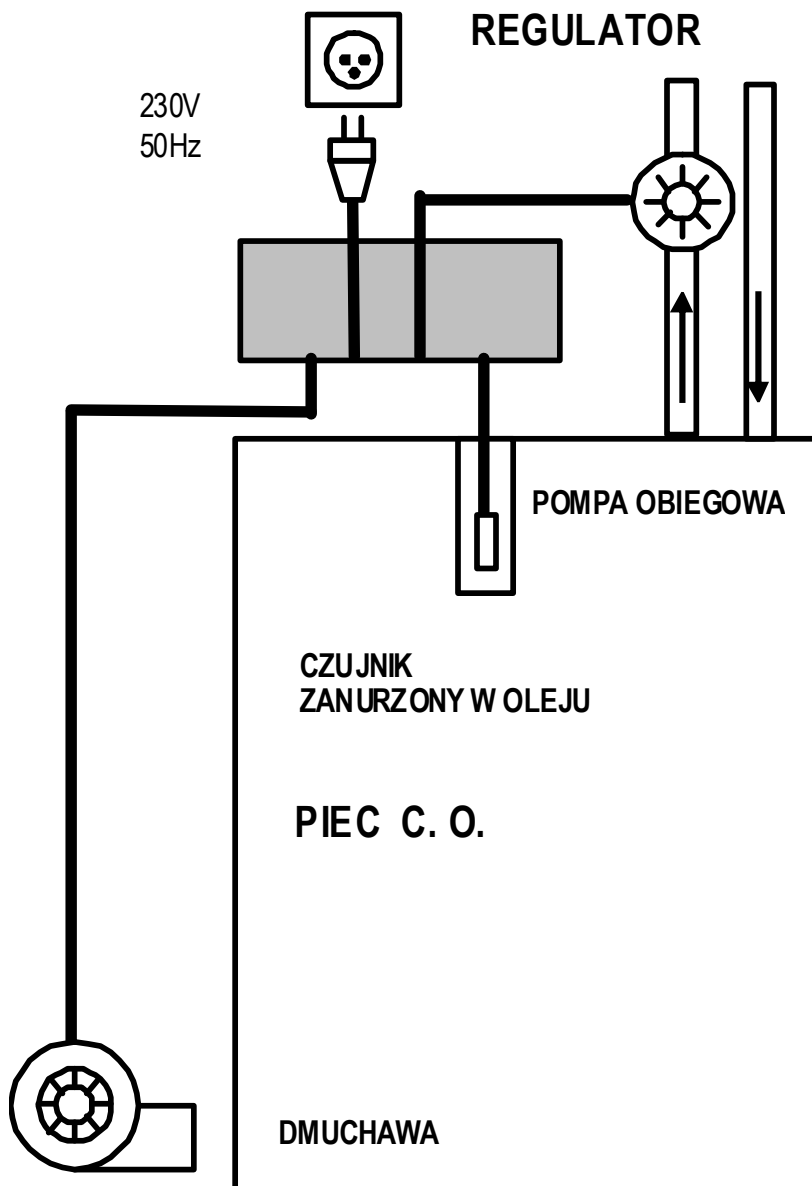 REGULATOR
230V
50Hz
POMPA OBIEGOWA
CZUJNIK
ZANURZONY W OLEJU
PIEC C. O.
DMUCHAWA